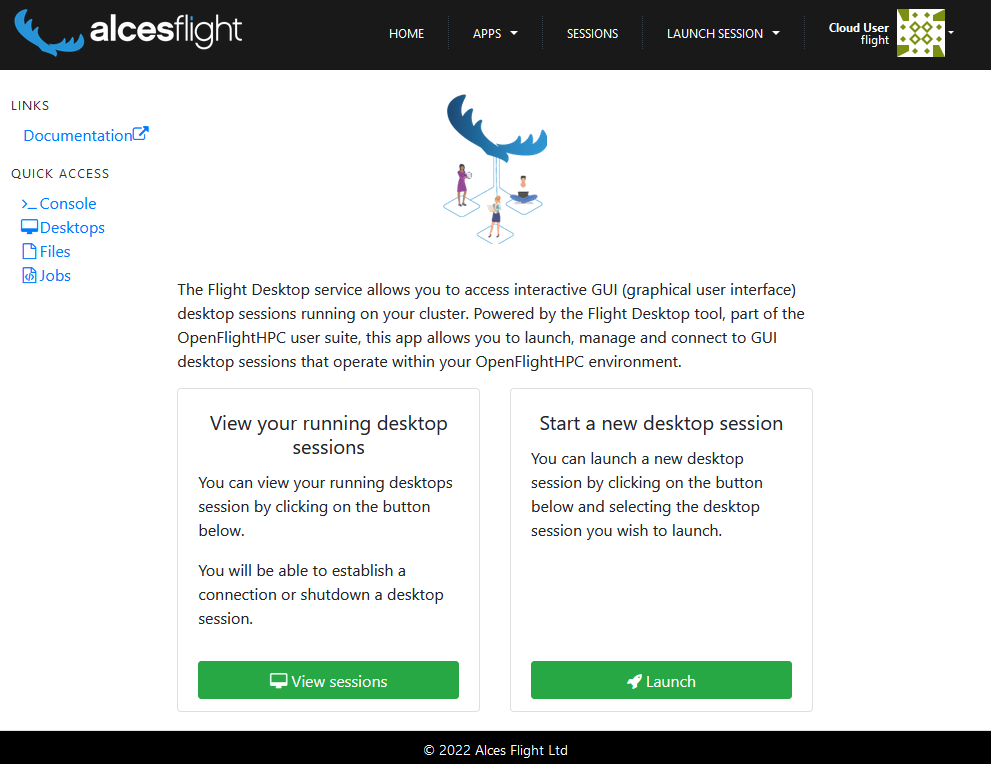 alcesflight
HOME
APPS
SESSIONS
LAUNCH SESSION
Cloud User
flight
LINKS
Documentation
QUICK ACCESS
Console
Desktops
Files
Jobs
The Flight Desktop service allows you to access interactive GUI (graphical user interface)
desktop sessions running on your cluster. Powered by the Flight Desktop tool, part of the
OpenFlightHPC user suite, this app allows you to launch, manage and connect to GUI
desktop sessions that operate within your OpenFlightHPC environment.
View your running desktop
sessions
You can view your running desktops
session by clicking on the button
below.
You will be able to establish a
connection or shutdown a desktop
session.
View sessions
Start a new desktop session
You can launch a new desktop
session by clicking on the button
below and selecting the desktop
session you wish to launch.
Launch
© 2022 Alces Flight Ltd